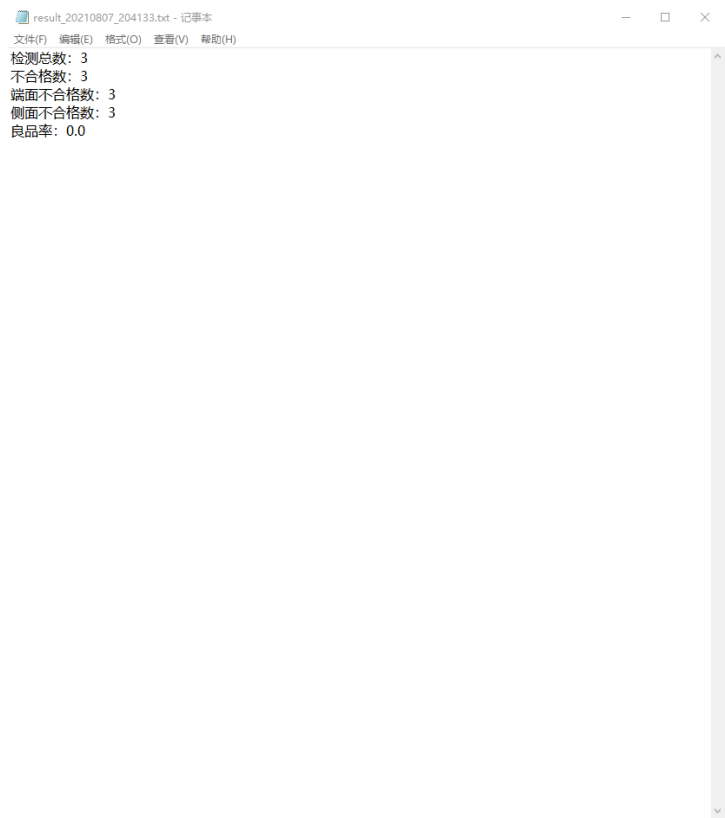 result_20210807_204133.txt - 记事本
文件(F) 编辑(E) 格式(O) 查看(V) 帮助(H)
检测总数：3
不合格数：3
端面不合格数：3
侧面不合格数：3
良品率：0.0